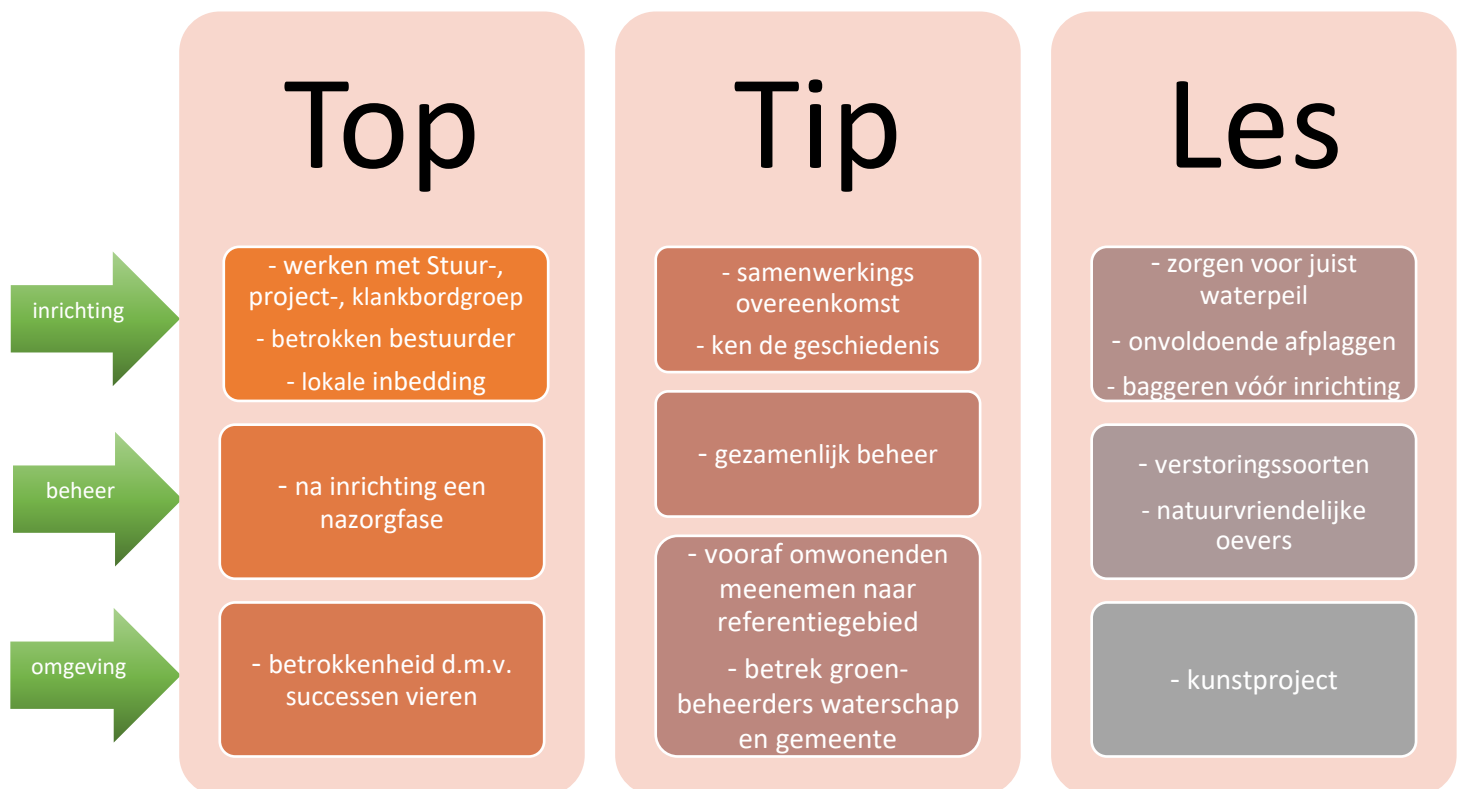 Top
Tip
Les
inrichting
- werken met Stuur-,
project-, klankbordgroep
- betrokken bestuurder
- lokale inbedding
- samenwerkings
overeenkomst
- ken de geschiedenis
- zorgen voor juist
waterpeil
- onvoldoende afplaggen
- baggeren vóór inrichting
beheer
- na inrichting een
nazorgfase
- gezamenlijk beheer
- verstoringssoorten
- natuurvriendelijke
oevers
omgeving
- betrokkenheid d.m.v.
successen vieren
- vooraf omwonenden
meenemen naar
referentiegebied
- betrek groen-
beheerders waterschap
en gemeente
- kunstproject